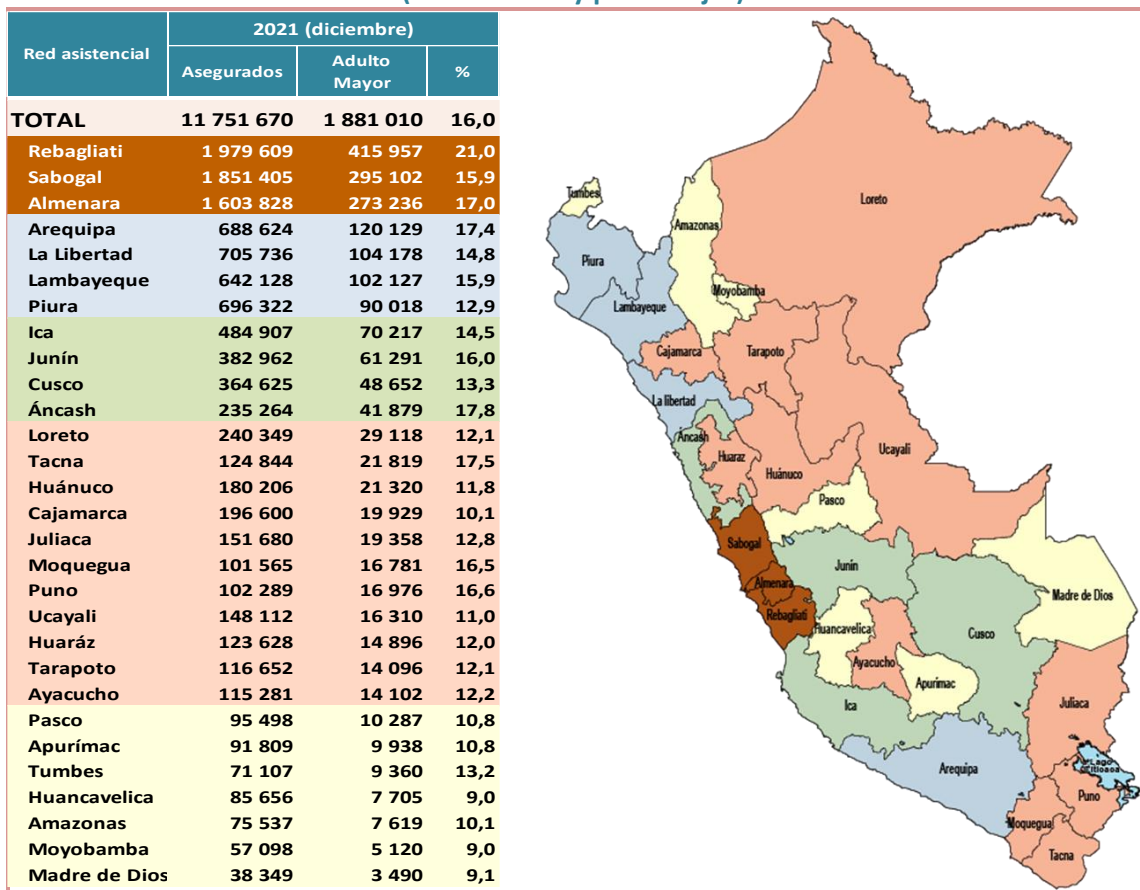 (                y porcentajes)
Red asistencial
2021 (diciembre)
Asegurados
Adulto
Mayor
%
TOTAL 11 751 670 1 881 010 16,0
Rebagliati 1 979 609 415 957 21,0
Sabogal 1 851 405 295 102 15,9
Almenara 1 603 828 273 236 17,0
Arequipa 688 624 120 129 17,4
La Libertad 705 736 104 178 14,8
Lambayeque 642 128 102 127 15,9
Piura 696 322 90 018 12,9
Ica 484 907 70 217 14,5
Junín 382 962 61 291 16,0
Cusco 364 625 48 652 13,3
Áncash 235 264 41 879 17,8
Loreto 240 349 29 118 12,1
Tacna 124 844 21 819 17,5
Huánuco 180 206 21 320 11,8
Cajamarca 196 600 19 929 10,1
Juliaca 151 680 19 358 12,8
Moquegua 101 565 16 781 16,5
Puno 102 289 16 976 16,6
Ucayali 148 112 16 310 11,0
Huaráz 123 628 14 896 12,0
Tarapoto 116 652 14 096 12,1
Ayacucho 115 281 14 102 12,2
Pasco 95 498 10 287 10,8
Apurímac 91 809 9 938 10,8
Tumbes 71 107 9 360 13,2
Huancavelica 85 656 7 705 9,0
Amazonas 75 537 7 619 10,1
Moyobamba 57 098 5 120 9,0
Madre de Dios 38 349 3 490 9,1
Tumbes
Loreto
Amazonas
Piura
Moyobamba
Lambayeque
Cajamarca
Tarapoto
La libertad
Áncash
Huaraz
Ucayali
Huánuco
Pasco
Sabogal
Junín
Almenara
Madre de Dios
Rebagliati
Huancavelica
Cusco
Ayacucho
Apurímac
Ica
Juliaca
Arequipa
Lago
Puno
Moquegua
Tacna